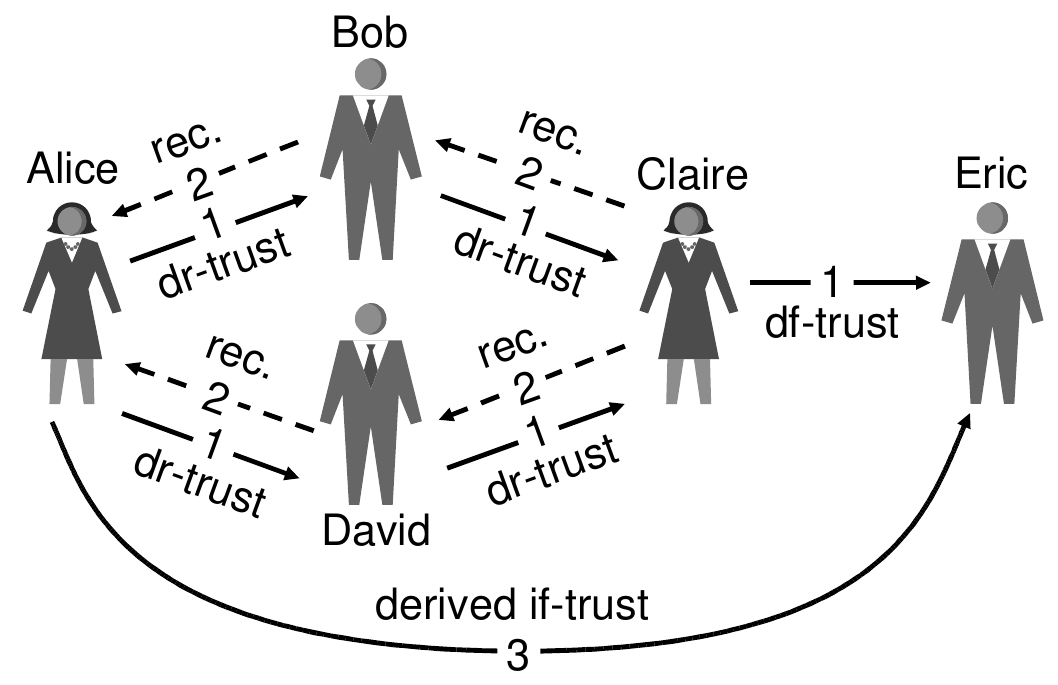 Bob
rec.
2
1
dr-trust
rec.
2
1
dr-trust
Alice
Claire
Eric
1
df-trust
rec.
2
1
dr-trust
rec.
2
1
dr-trust
David
derived if-trust
3